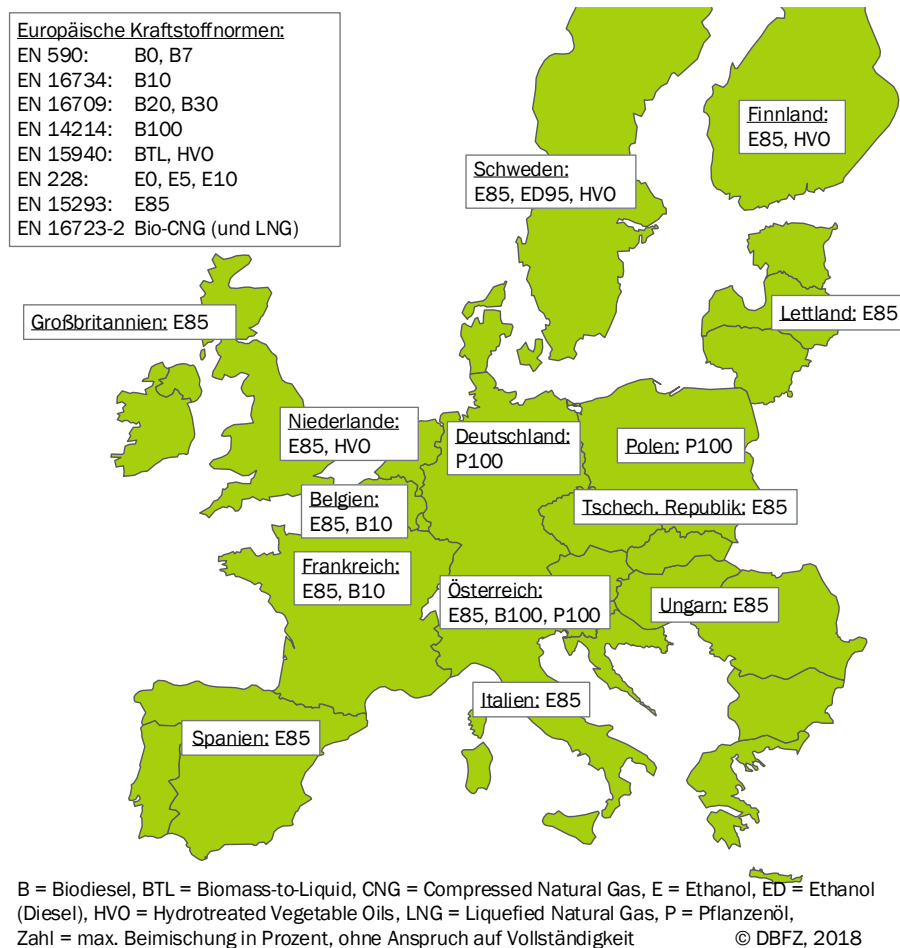 Europäische Kraftstoffnormen:
EN 590: B0, B7
EN 16734: B10
EN 16709: B20, B30
EN 14214: B100
EN 15940: BTL, HVO
EN 228: E0, E5, E10
EN 15293: E85
EN 16723-2 Bio-CNG (und LNG)
Finnland:
E85, HVO
Schweden:
E85, ED95, HVO
Großbritannien: E85
Lettland: E85
Niederlande:
E85, HVO
Deutschland:
P100
Polen: P100
Belgien:
E85, B10
Tschech. Republik: E85
Frankreich:
E85, B10
Österreich:
E85, B100, P100
Ungarn: E85
Italien: E85
Spanien: E85
B = Biodiesel, BTL = Biomass-to-Liquid, CNG = Compressed Natural Gas, E = Ethanol, ED = Ethanol
(Diesel), HVO = Hydrotreated Vegetable Oils, LNG = Liquefied Natural Gas, P = Pflanzenöl,
Zahl = max. Beimischung in Prozent, ohne Anspruch auf Vollständigkeit © DBFZ, 2018